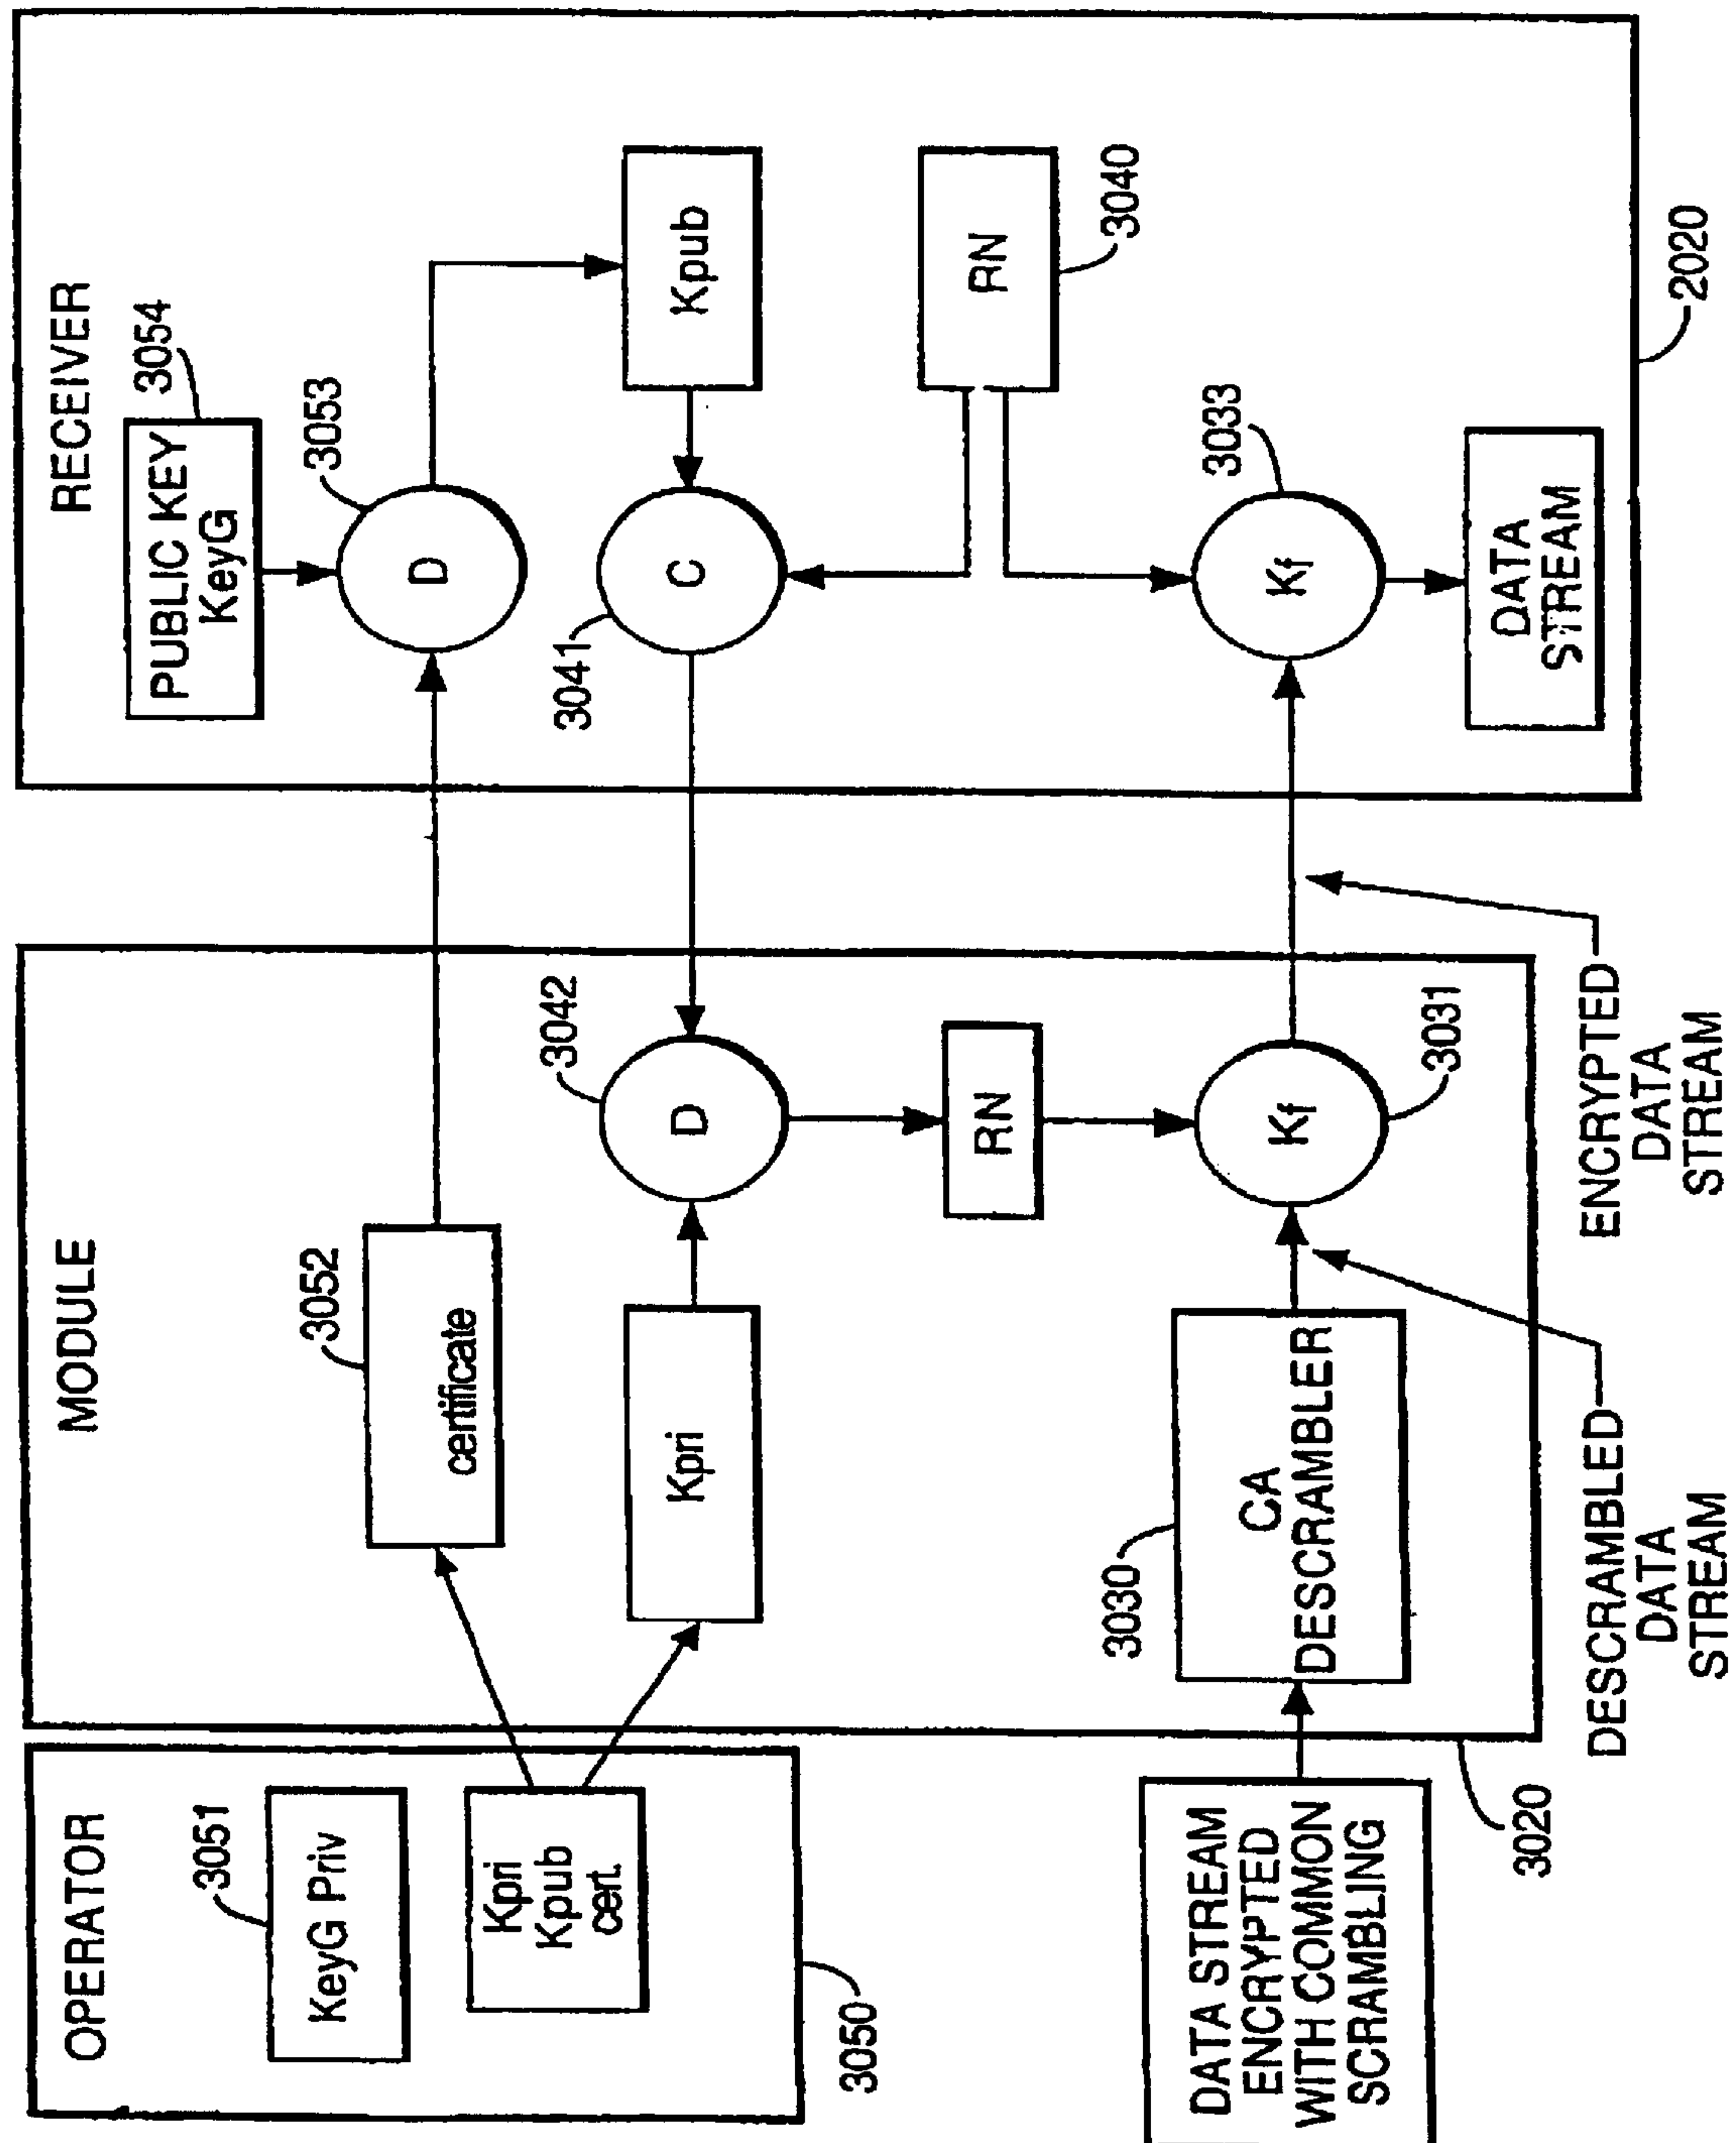 OPERATOR
3051
KeyG Priv
Kpri
Kpub
cert.
3050
DATA STREAM
ENCRYPTED
WITH COMMON
SCRAMBLING
MODULE
3052
certificate
Kpri
3042
D
RN
3030
CA
DESCRAMBLER
Kf
3031
3020
DESCRAMBLED
DATA
STREAM
ENCRYPTED
DATA
STREAM
RECEIVER
PUBLIC KEY
KeyG
3054
3053
D
Kpub
3041
C
RN
3040
3033
Kf
DATA
STREAM
2020